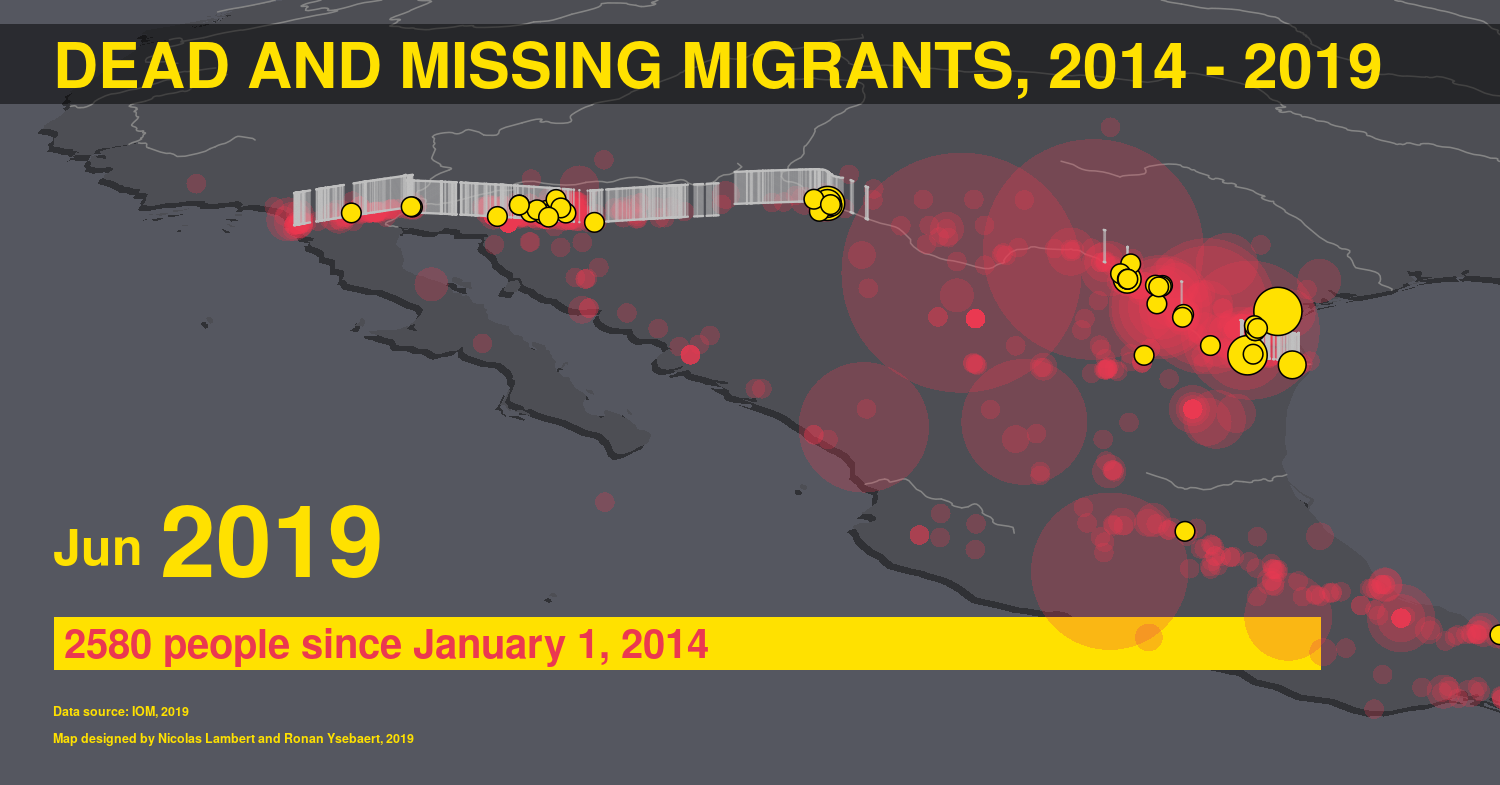 DEAD AND MISSING MIGRANTS, 2014 - 2019
Jun 2019
2580 people since January 1, 2014
Data source: IOM, 2019
Map designed by Nicolas Lambert and Ronan Ysebaert, 2019